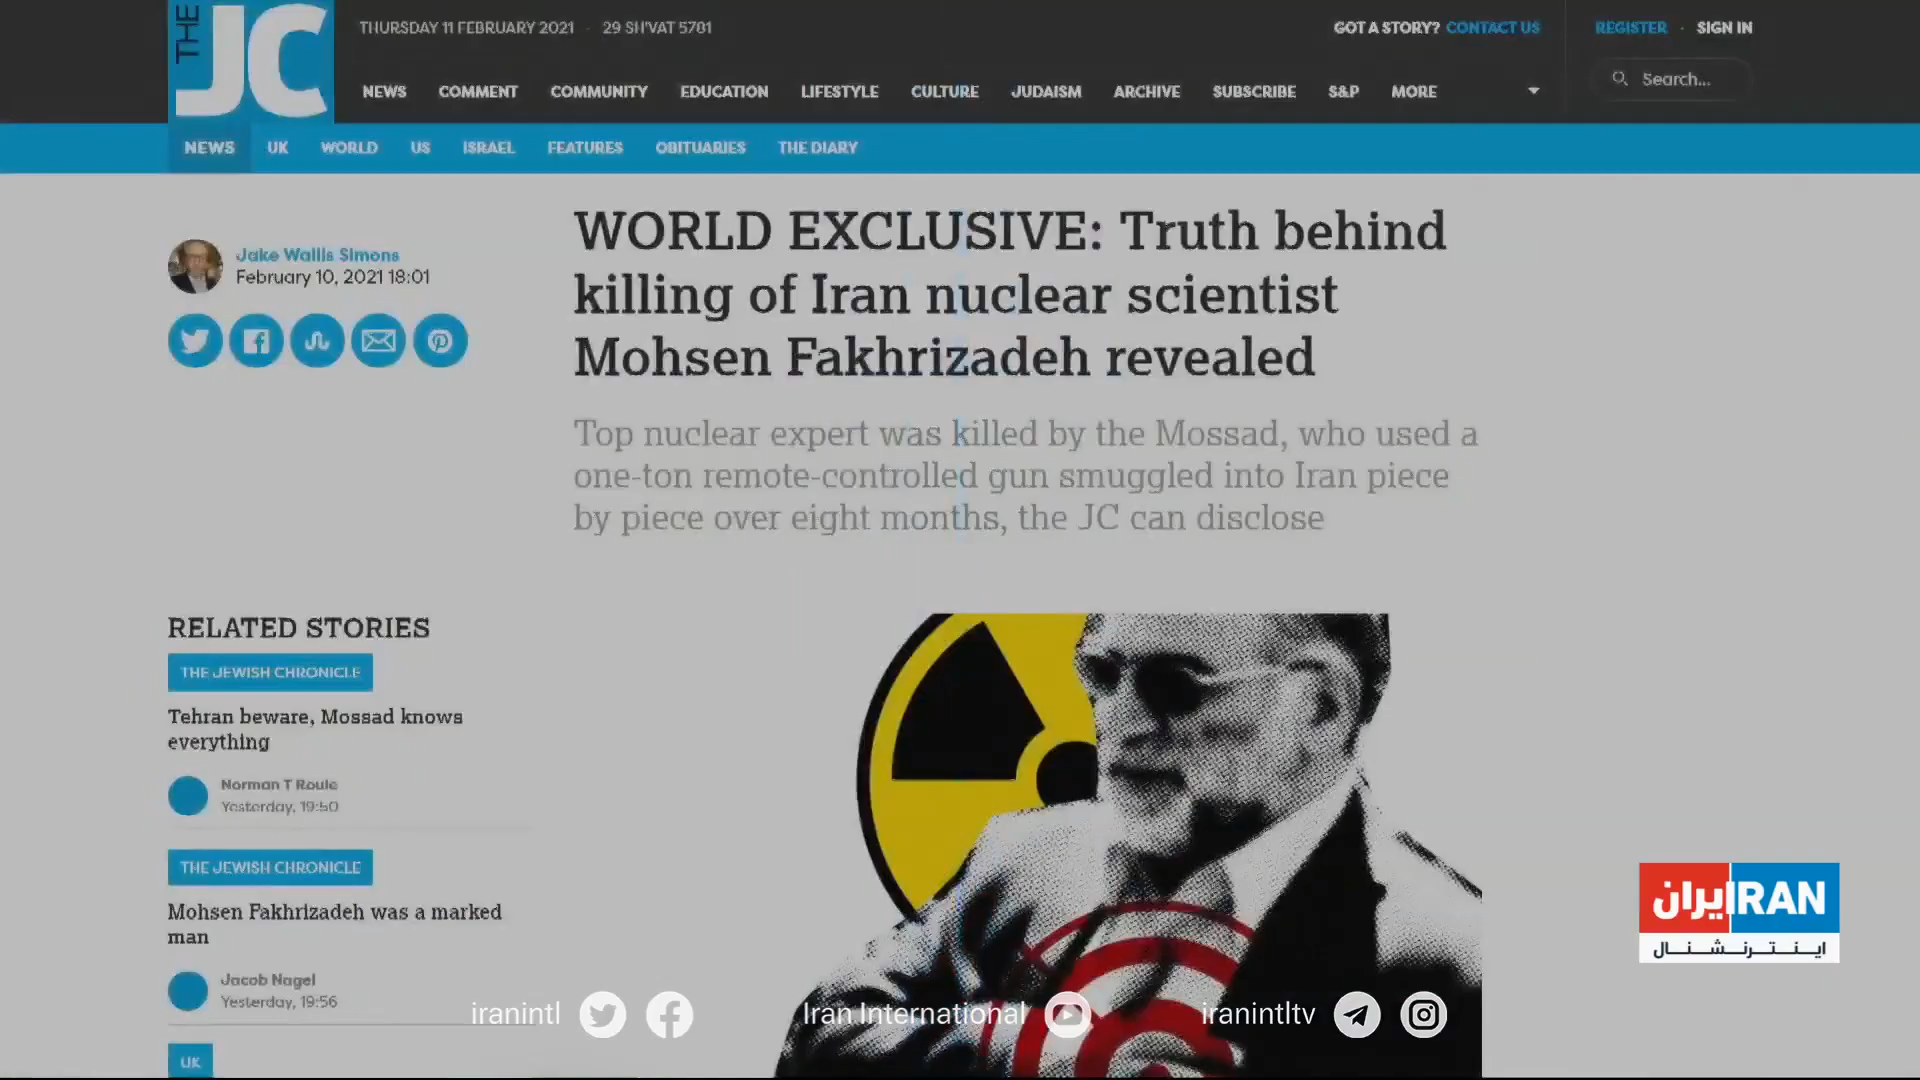 THE JC
THURSDAY 11 FEBRUARY 2021 · 29 SH'VAT 5781
GOT A STORY? CONTACT US
REGISTER · SIGN IN
NEWS COMMENT COMMUNITY EDUCATION LIFESTYLE CULTURE JUDAISM ARCHIVE SUBSCRIBE S&P MORE
Search...
NEWS UK WORLD US ISRAEL FEATURES OBITUARIES THE DIARY
Jake Wallis Simons
February 10, 2021 18:01
WORLD EXCLUSIVE: Truth behind
killing of Iran nuclear scientist
Mohsen Fakhrizadeh revealed
Top nuclear expert was killed by the Mossad, who used a
one-ton remote-controlled gun smuggled into Iran piece
by piece over eight months, the JC can disclose
RELATED STORIES
THE JEWISH CHRONICLE
Tehran beware, Mossad knows
everything
Norman T Roule
Yesterday, 19:50
THE JEWISH CHRONICLE
Mohsen Fakhrizadeh was a marked
man
Jacob Nagel
Yesterday, 19:56
UK
iranintl
Iran International
iranintltv
ایران IRAN
اینترنشنال